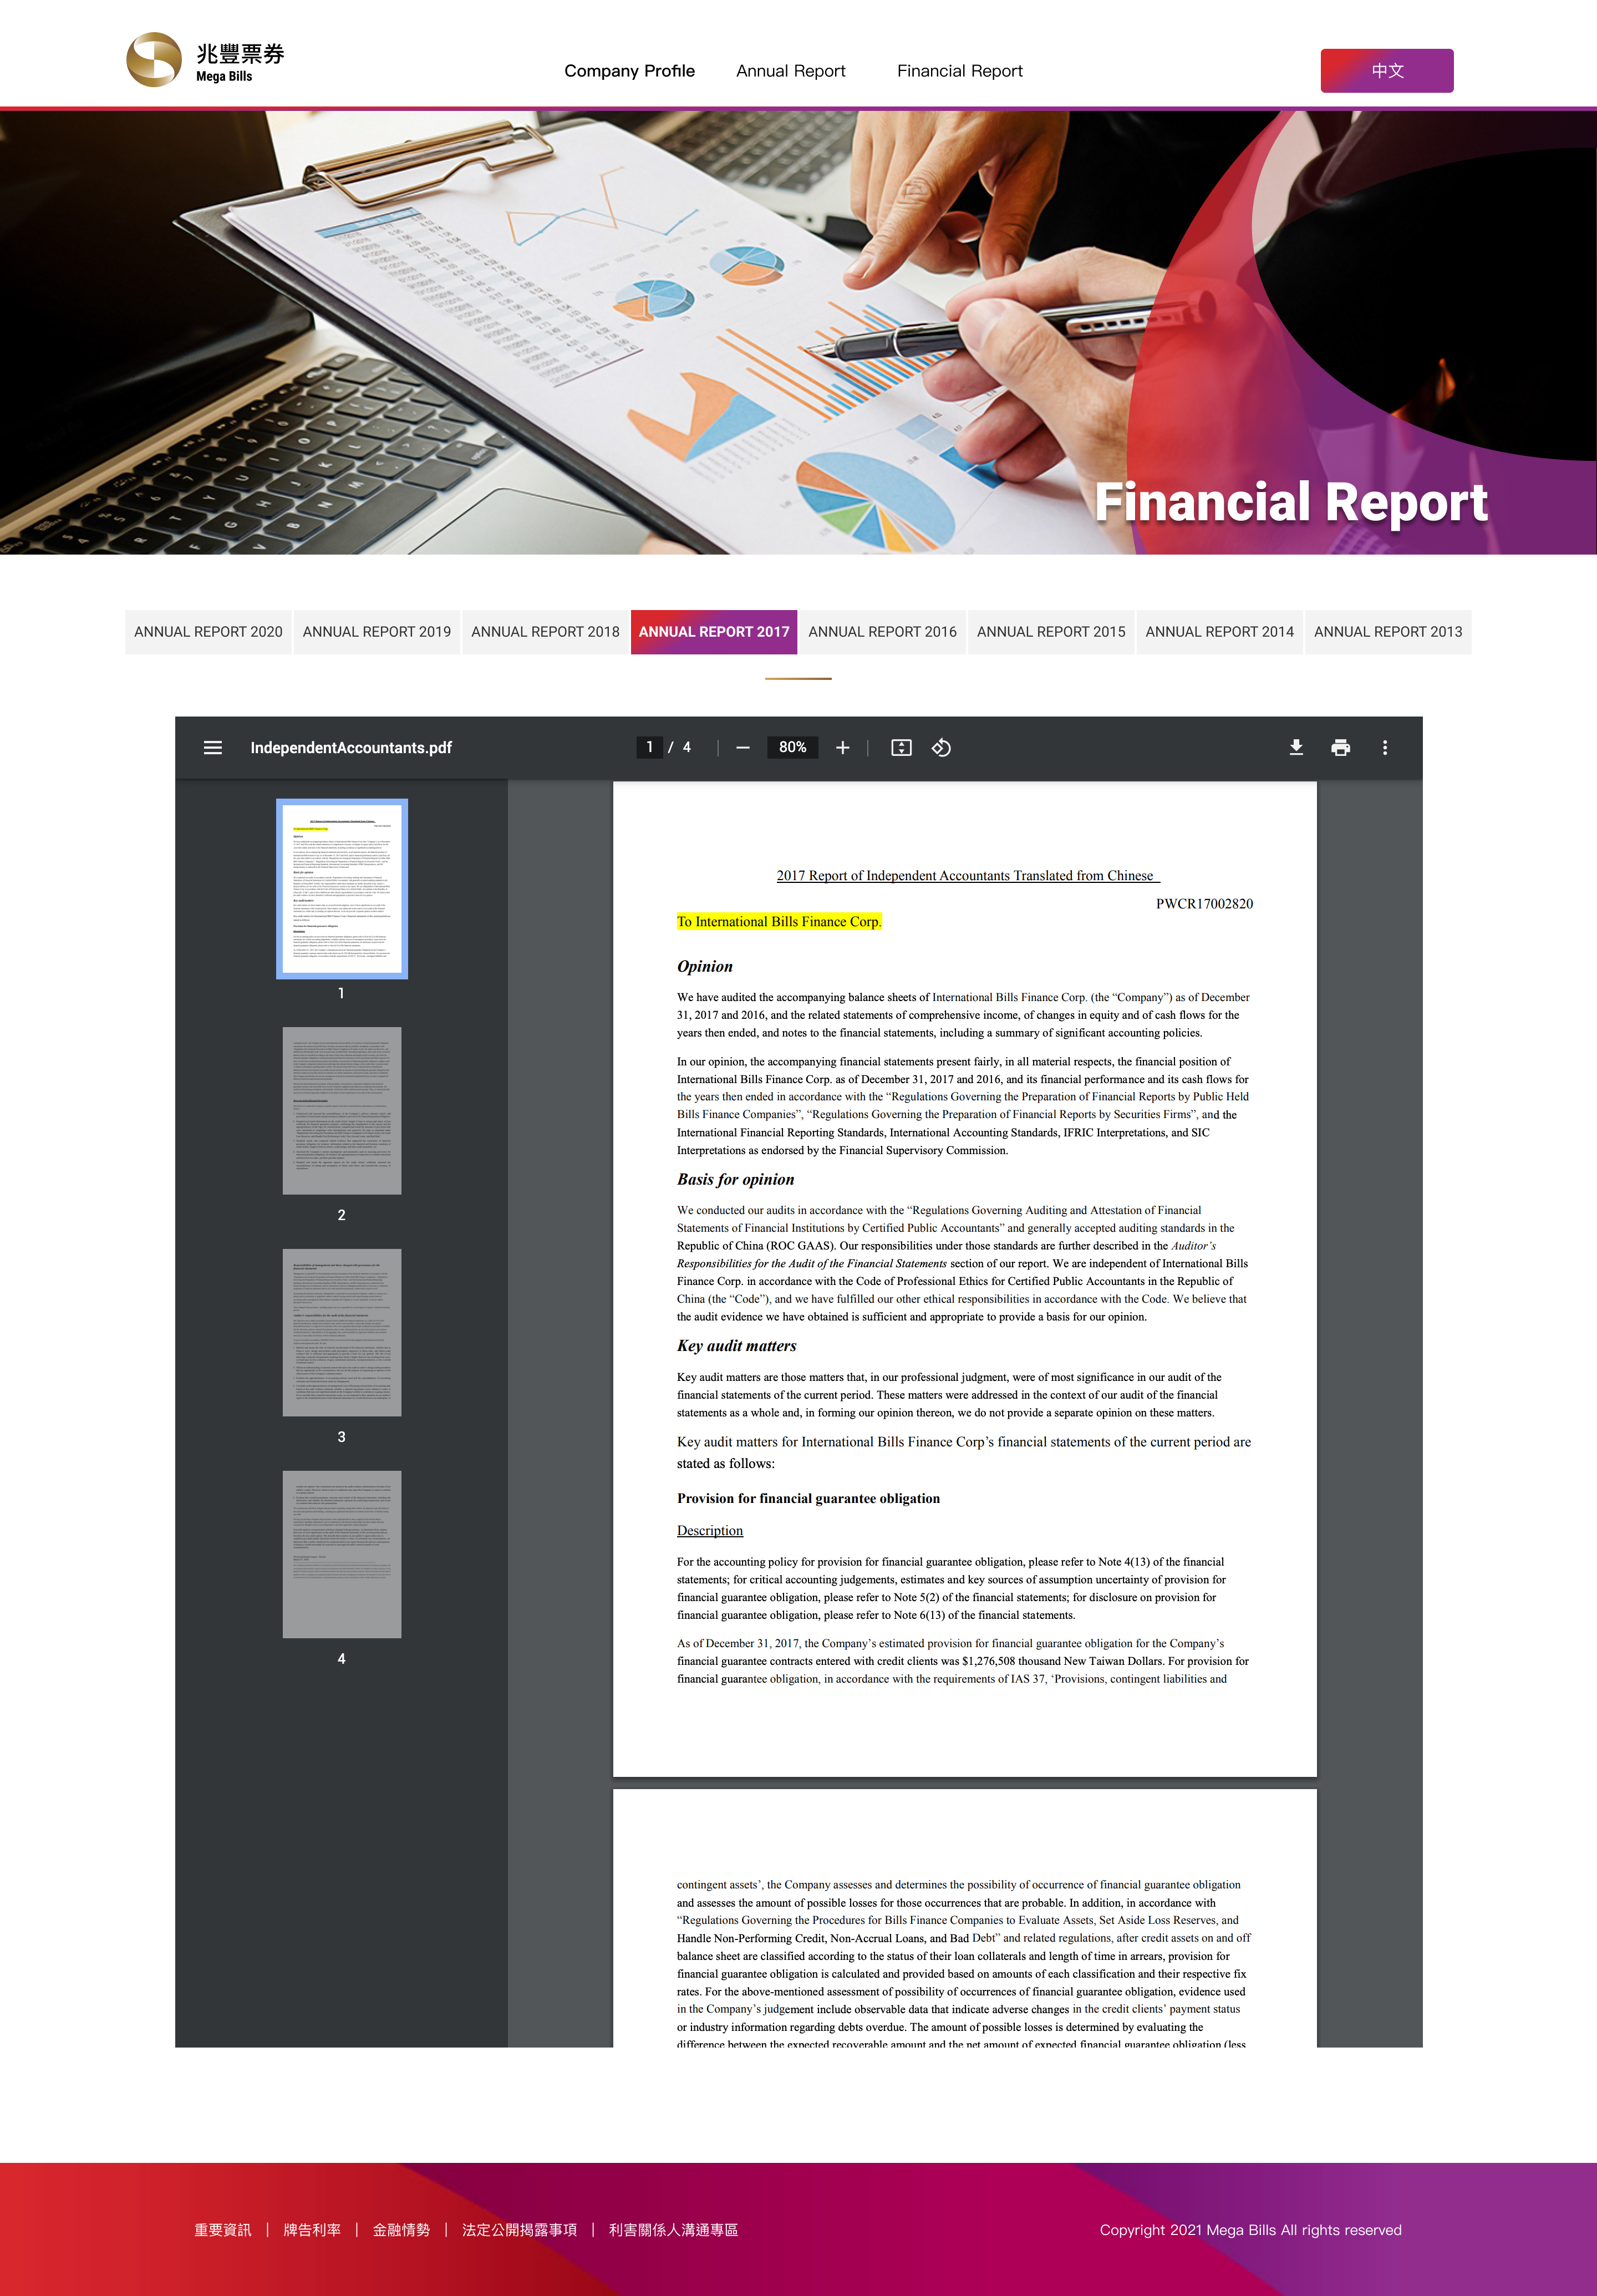 兆豐票券
Mega Bills
Company Profile
Annual Report
Financial Report
中文
Financial Report
ANNUAL REPORT 2020
ANNUAL REPORT 2019
ANNUAL REPORT 2018
ANNUAL REPORT 2017
ANNUAL REPORT 2016
ANNUAL REPORT 2015
ANNUAL REPORT 2014
ANNUAL REPORT 2013
IndependentAccountants.pdf
1 / 4
80%
1
2
3
4
2017 Report of Independent Accountants Translated from Chinese
PWCR17002820
To International Bills Finance Corp.
Opinion
We have audited the accompanying balance sheets of International Bills Finance Corp. (the “Company”) as of December
31, 2017 and 2016, and the related statements of comprehensive income, of changes in equity and of cash flows for the
years then ended, and notes to the financial statements, including a summary of significant accounting policies.
In our opinion, the accompanying financial statements present fairly, in all material respects, the financial position of
International Bills Finance Corp. as of December 31, 2017 and 2016, and its financial performance and its cash flows for
the years then ended in accordance with the “Regulations Governing the Preparation of Financial Reports by Public Held
Bills Finance Companies”, “Regulations Governing the Preparation of Financial Reports by Securities Firms”, and the
International Financial Reporting Standards, International Accounting Standards, IFRIC Interpretations, and SIC
Interpretations as endorsed by the Financial Supervisory Commission.
Basis for opinion
We conducted our audits in accordance with the “Regulations Governing Auditing and Attestation of Financial
Statements of Financial Institutions by Certified Public Accountants” and generally accepted auditing standards in the
Republic of China (ROC GAAS). Our responsibilities under those standards are further described in the Auditor’s
Responsibilities for the Audit of the Financial Statements section of our report. We are independent of International Bills
Finance Corp. in accordance with the Code of Professional Ethics for Certified Public Accountants in the Republic of
China (the “Code”), and we have fulfilled our other ethical responsibilities in accordance with the Code. We believe that
the audit evidence we have obtained is sufficient and appropriate to provide a basis for our opinion.
Key audit matters
Key audit matters are those matters that, in our professional judgment, were of most significance in our audit of the
financial statements of the current period. These matters were addressed in the context of our audit of the financial
statements as a whole and, in forming our opinion thereon, we do not provide a separate opinion on these matters.
Key audit matters for International Bills Finance Corp’s financial statements of the current period are
stated as follows:
Provision for financial guarantee obligation
Description
For the accounting policy for provision for financial guarantee obligation, please refer to Note 4(13) of the financial
statements; for critical accounting judgements, estimates and key sources of assumption uncertainty of provision for
financial guarantee obligation, please refer to Note 5(2) of the financial statements; for disclosure on provision for
financial guarantee obligation, please refer to Note 6(13) of the financial statements.
As of December 31, 2017, the Company’s estimated provision for financial guarantee obligation for the Company’s
financial guarantee contracts entered with credit clients was $1,276,508 thousand New Taiwan Dollars. For provision for
financial guarantee obligation, in accordance with the requirements of IAS 37, ‘Provisions, contingent liabilities and
contingent assets’, the Company assesses and determines the possibility of occurrence of financial guarantee obligation
and assesses the amount of possible losses for those occurrences that are probable. In addition, in accordance with
“Regulations Governing the Procedures for Bills Finance Companies to Evaluate Assets, Set Aside Loss Reserves, and
Handle Non-Performing Credit, Non-Accrual Loans, and Bad Debt” and related regulations, after credit assets on and off
balance sheet are classified according to the status of their loan collaterals and length of time in arrears, provision for
financial guarantee obligation is calculated and provided based on amounts of each classification and their respective fix
rates. For the above-mentioned assessment of possibility of occurrences of financial guarantee obligation, evidence used
in the Company’s judgement include observable data that indicate adverse changes in the credit clients’ payment status
or industry information regarding debts overdue. The amount of possible losses is determined by evaluating the
difference between the expected recoverable amount and the net amount of expected financial guarantee obligation (less
重要資訊 | 牌告利率 | 金融情勢 | 法定公開揭露事項 | 利害關係人溝通專區
Copyright 2021 Mega Bills All rights reserved